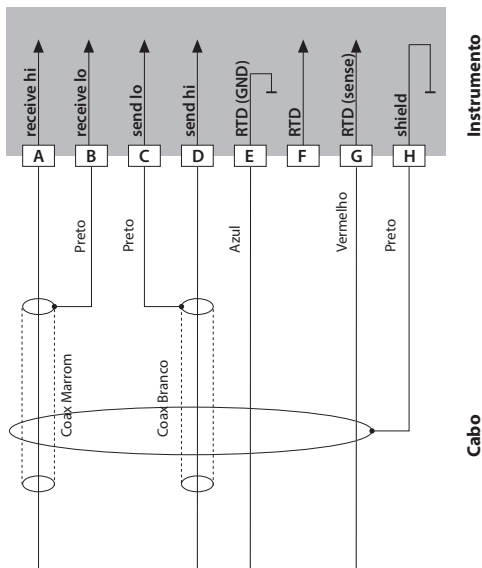 receive hi
receive lo
send lo
send hi
RTD (GND)
RTD
RTD (sense)
shield
Instrumento
A
B
C
D
E
F
G
H
Preto
Preto
Azul
Vermelho
Preto
Coax Marrom
Coax Branco
Cabo